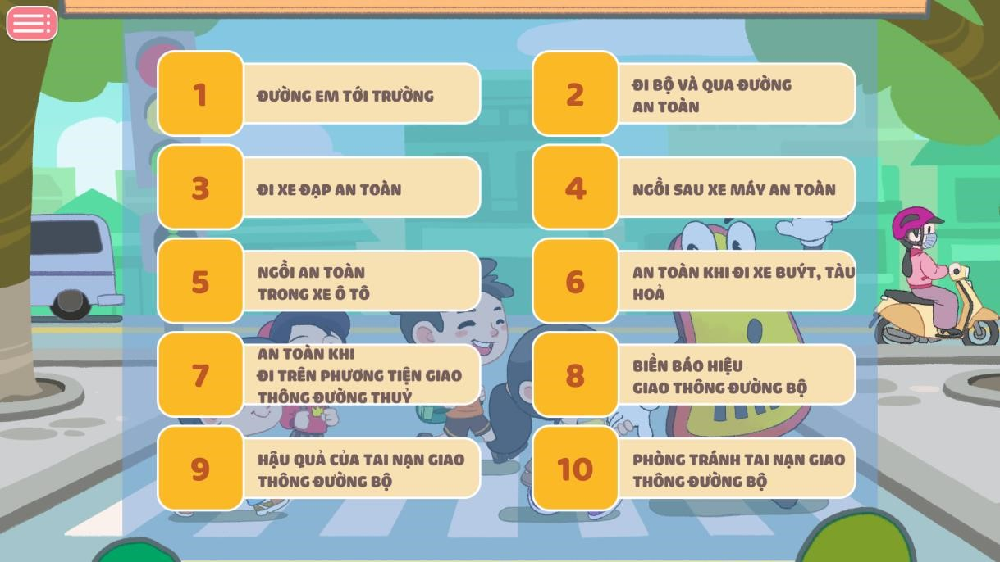 1
ĐƯỜNG EM TỚI TRƯỜNG
2
ĐI BỘ VÀ QUA ĐƯỜNG
AN TOÀN
3
ĐI XE ĐẠP AN TOÀN
4
NGỒI SAU XE MÁY AN TOÀN
5
NGỒI AN TOÀN
TRONG XE Ô TÔ
6
AN TOÀN KHI ĐI XE BUÝT, TÀU
HOẢ
7
AN TOÀN KHI
ĐI TRÊN PHƯƠNG TIỆN GIAO
THÔNG ĐƯỜNG THUỶ
8
BIỂN BÁO HIỆU
GIAO THÔNG ĐƯỜNG BỘ
9
HẬU QUẢ CỦA TAI NẠN GIAO
THÔNG ĐƯỜNG BỘ
10
PHÒNG TRÁNH TAI NẠN GIAO
THÔNG ĐƯỜNG BỘ